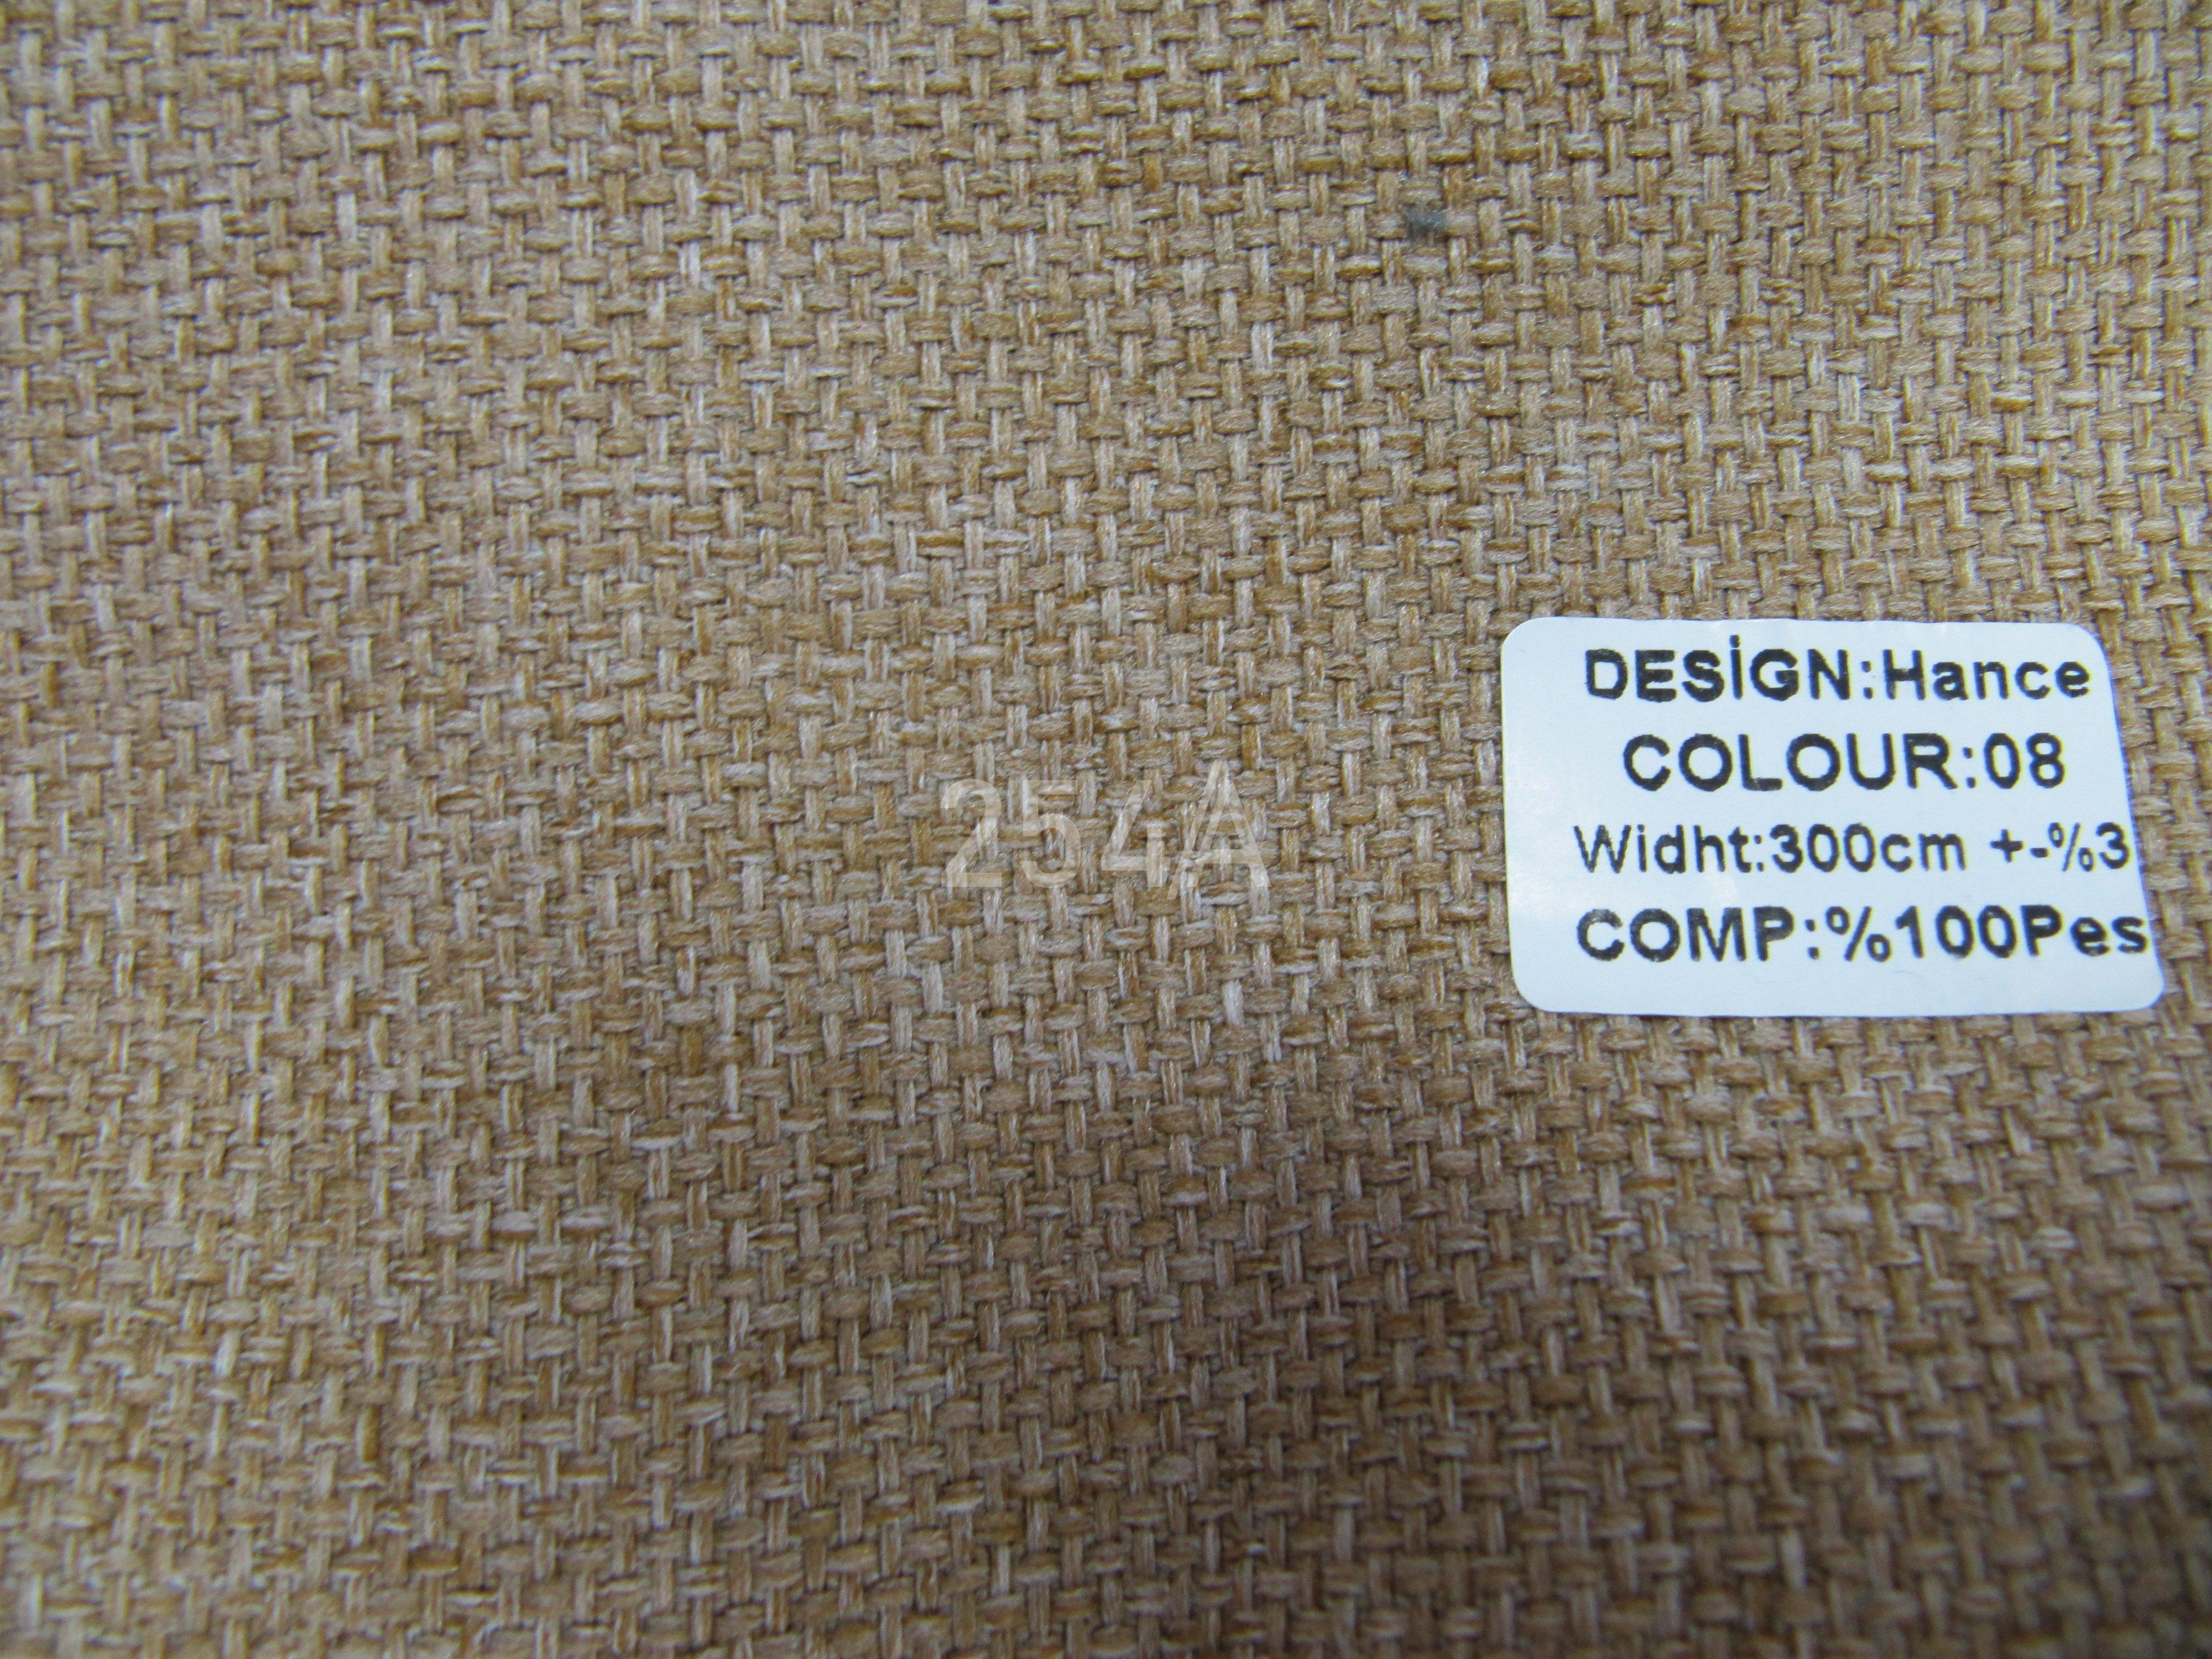 DESİGN:Hance
COLOUR:08
Widht:300cm +-%3
COMP:%100Pes
254A